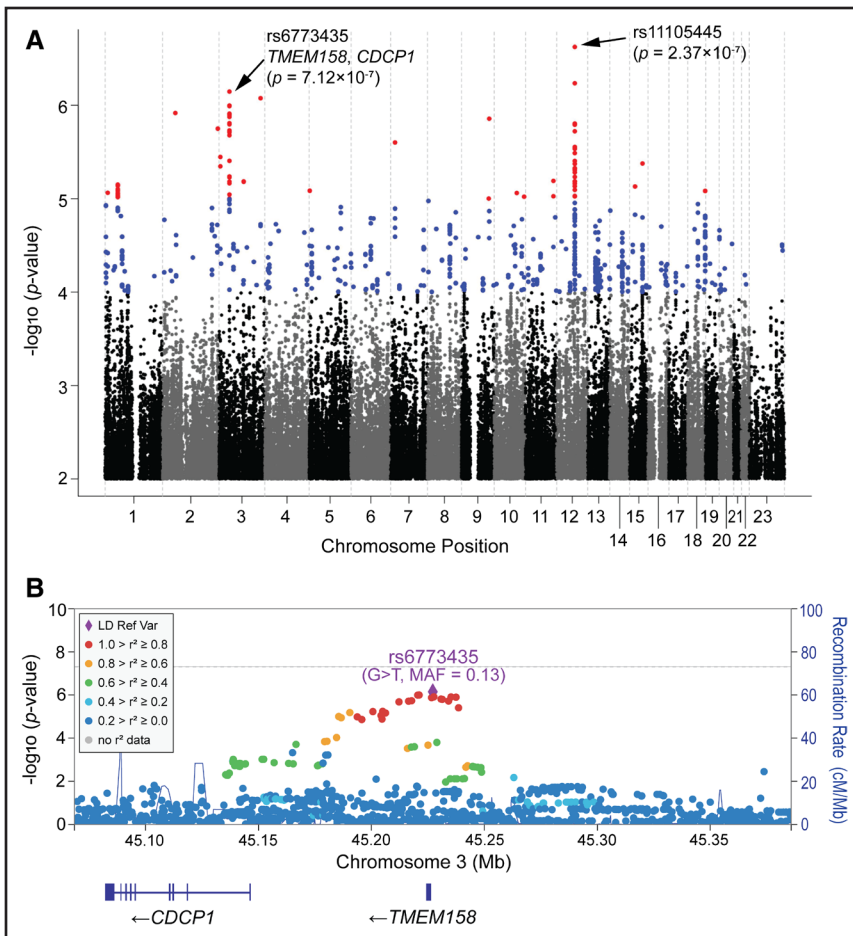 A
rs6773435
TMEM158, CDCP1
(p = 7.12×10-7)
rs11105445
(p = 2.37×10-7)
-log10 (p-value)
6
5
4
3
2
1 2 3 4 5 6 7 8 9 10 11 12 13 15 17 19 21 23
14 16 18 20 22
Chromosome Position
B
-log10 (p-value)
10
8
6
4
2
0
LD Ref Var
1.0 > r² ≥ 0.8
0.8 > r² ≥ 0.6
0.6 > r² ≥ 0.4
0.4 > r² ≥ 0.2
0.2 > r² ≥ 0.0
no r² data
rs6773435
(G>T, MAF = 0.13)
100
80
60
40
20
0
Recombination Rate (cM/Mb)
45.10 45.15 45.20 45.25 45.30 45.35
Chromosome 3 (Mb)
←CDCP1 ←TMEM158